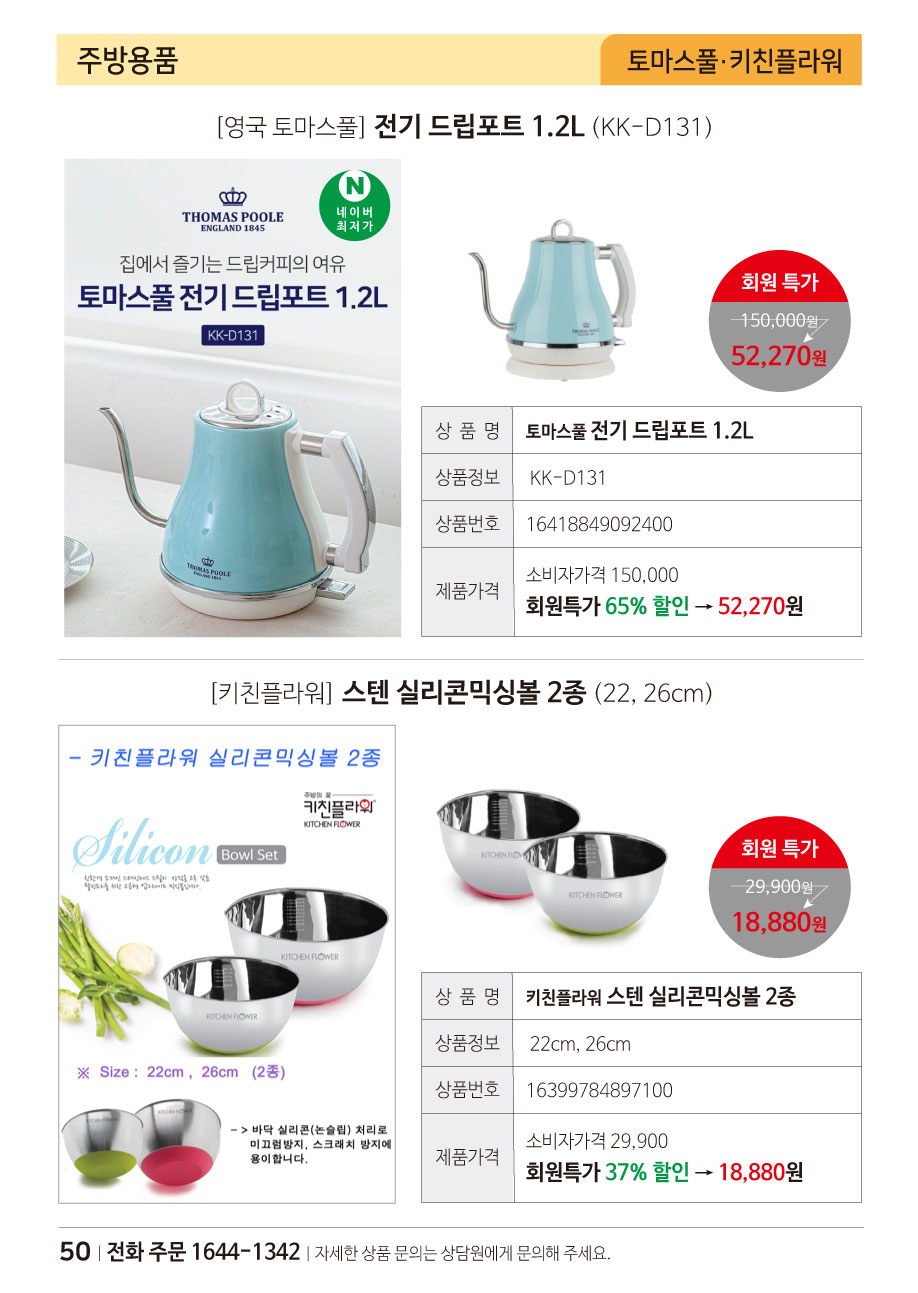 주방용품
토마스풀·키친플라워
[영국 토마스풀] 전기 드립포트 1.2L (KK-D131)
THOMAS POOLE
ENGLAND 1845
N
네이버
최저가
집에서 즐기는 드립커피의 여유
토마스풀 전기 드립포트 1.2L
KK-D131
THOMAS POOLE
ENGLAND 1845
THOMAS POOLE
회원 특가
150,000원
52,270원
상 품 명 토마스풀 전기 드립포트 1.2L
상품정보 KK-D131
상품번호 16418849092400
제품가격 소비자가격 150,000
회원특가 65% 할인 → 52,270원
[키친플라워] 스텐 실리콘믹싱볼 2종 (22, 26cm)
- 키친플라워 실리콘믹싱볼 2종
주방의 꽃
키친플라워
KITCHEN FLOWER
Silicon Bowl Set
KITCHEN FLOWER
KITCHEN FLOWER
※ Size : 22cm , 26cm (2종)
KITCHEN FLOWER
KITCHEN FLOWER
- > 바닥 실리콘(논슬립) 처리로
미끄럼방지, 스크래치 방지에
용이합니다.
KITCHEN FLOW
KITCHEN FLOWER
회원 특가
29,900원
18,880원
상 품 명 키친플라워 스텐 실리콘믹싱볼 2종
상품정보 22cm, 26cm
상품번호 16399784897100
제품가격 소비자가격 29,900
회원특가 37% 할인 → 18,880원
50 | 전화 주문 1644-1342 | 자세한 상품 문의는 상담원에게 문의해 주세요.